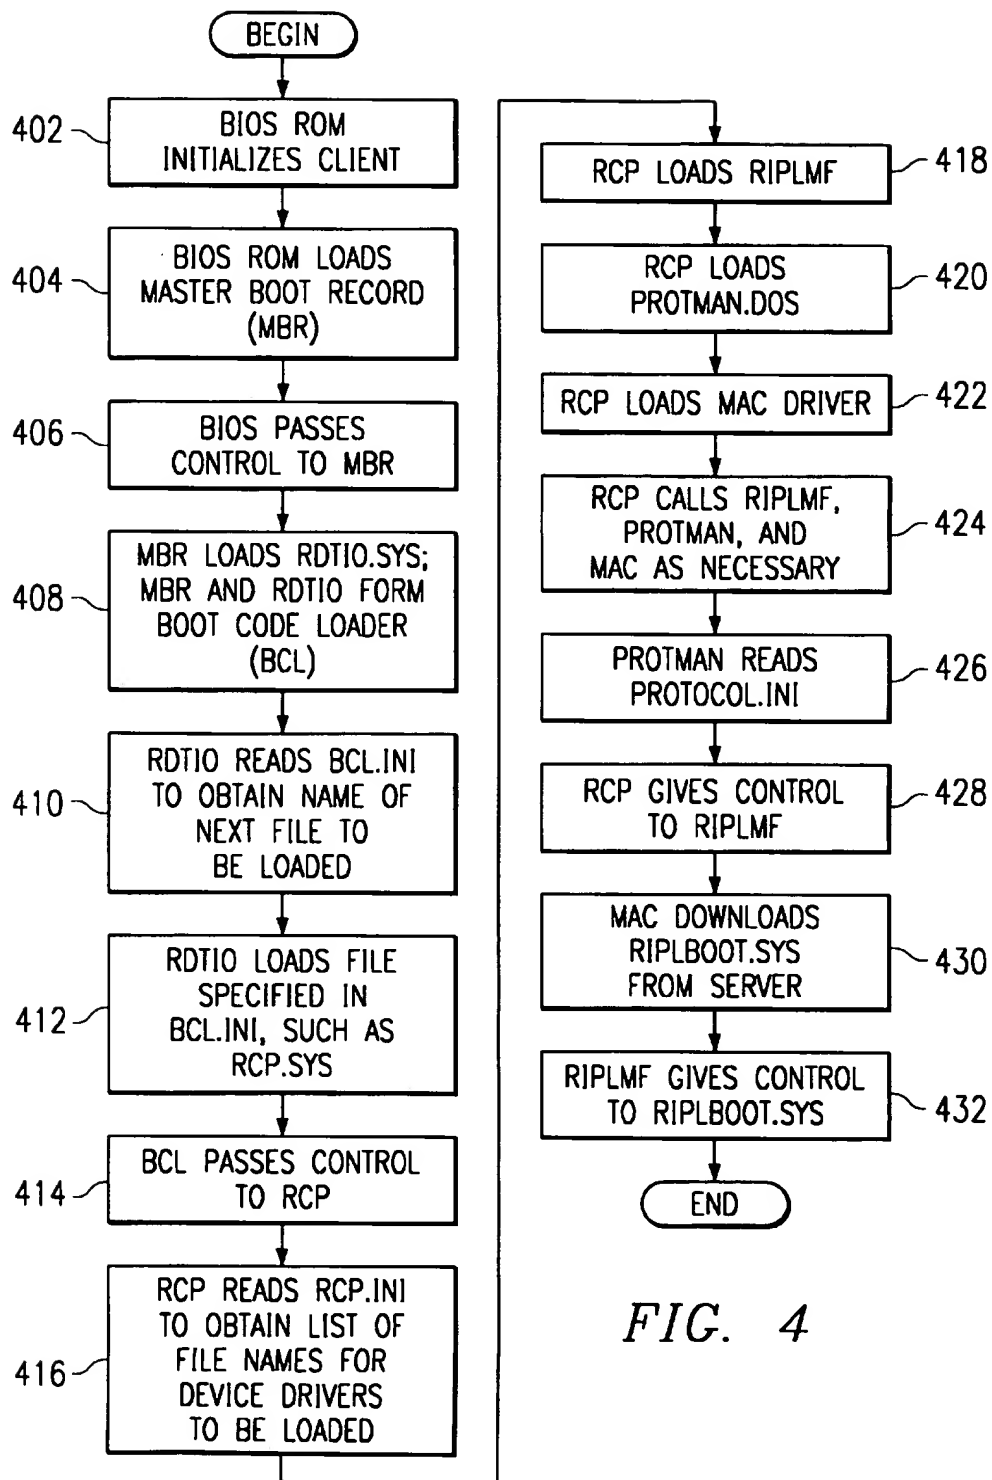 BEGIN
402
BIOS ROM
INITIALIZES CLIENT
404
BIOS ROM LOADS
MASTER BOOT RECORD
(MBR)
406
BIOS PASSES
CONTROL TO MBR
408
MBR LOADS RDTIO.SYS;
MBR AND RDTIO FORM
BOOT CODE LOADER
(BCL)
410
RDTIO READS BCL.INI
TO OBTAIN NAME OF
NEXT FILE TO
BE LOADED
412
RDTIO LOADS FILE
SPECIFIED IN
BCL.INI, SUCH AS
RCP.SYS
414
BCL PASSES CONTROL
TO RCP
416
RCP READS RCP.INI
TO OBTAIN LIST OF
FILE NAMES FOR
DEVICE DRIVERS
TO BE LOADED
RCP LOADS RIPLMF
418
RCP LOADS
PROTMAN.DOS
420
RCP LOADS MAC DRIVER
422
RCP CALLS RIPLMF,
PROTMAN, AND
MAC AS NECESSARY
424
PROTMAN READS
PROTOCOL.INI
426
RCP GIVES CONTROL
TO RIPLMF
428
MAC DOWNLOADS
RIPLBOOT.SYS
FROM SERVER
430
RIPLMF GIVES CONTROL
TO RIPLBOOT.SYS
432
END
FIG. 4